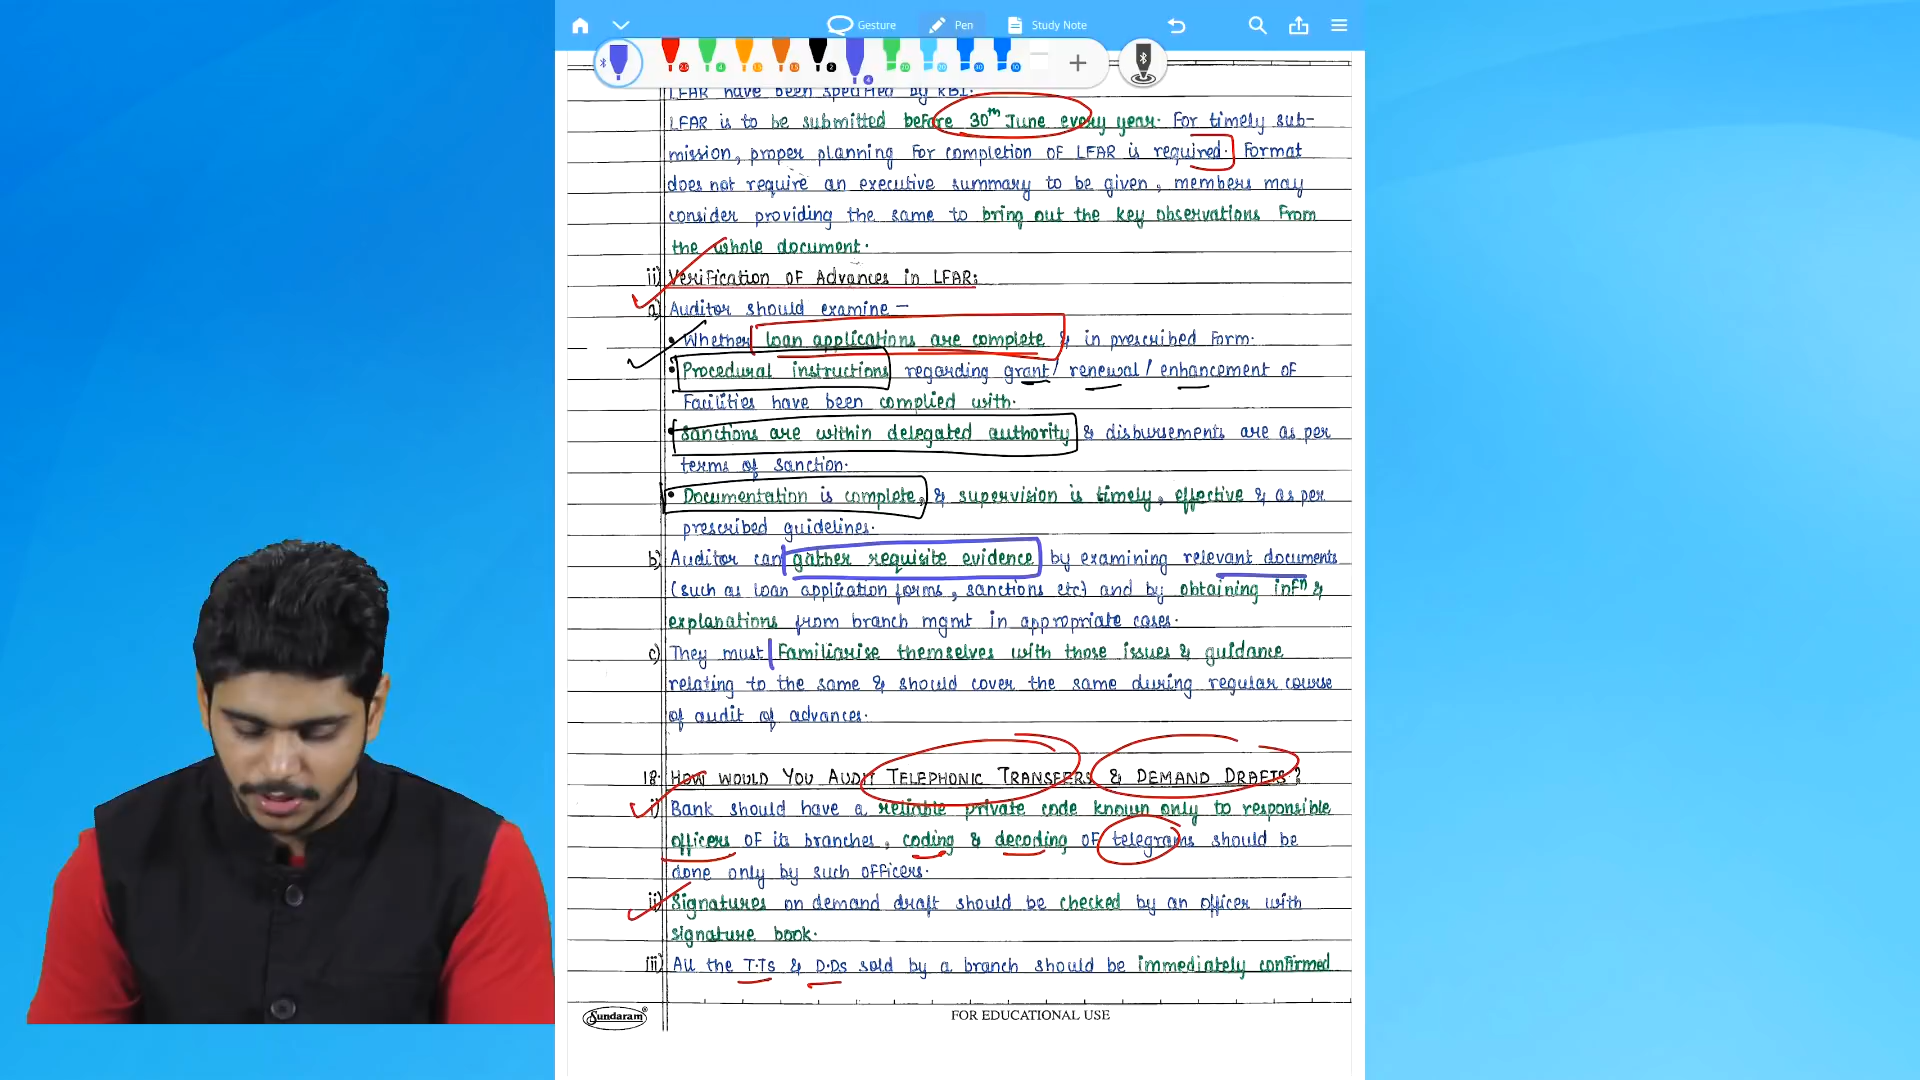 Gesture
Pen
Study Note
LFAR have been specified by RBI.
LFAR is to be submitted before 30th June every year. For timely sub-
mission, proper planning for completion of LFAR is required. Format
does not require an executive summary to be given, members may
consider providing the same to bring out the key observations from
the whole document.
ii) Verification of Advances in LFAR:
a) Auditor should examine -
• Whether loan applications are complete & in prescribed form.
• Procedural instructions regarding grant/ renewal/ enhancement of
facilities have been complied with.
• Sanctions are within delegated authority & disbursements are as per
terms of sanction.
• Documentation is complete, & supervision is timely, effective & as per
prescribed guidelines.
b) Auditor can gather requisite evidence by examining relevant documents
(such as loan application forms, sanctions etc) and by obtaining infn &
explanations from branch mgmt in appropriate cases.
c) They must familiarise themselves with those issues & guidance
relating to the same & should cover the same during regular course
of audit of advances.
18. HOW WOULD YOU AUDIT TELEPHONIC TRANSFERS & DEMAND DRAFTS?
i) Bank should have a reliable private code known only to responsible
officers of its branches, coding & decoding of telegrams should be
done only by such officers.
ii) Signatures on demand draft should be checked by an officer with
signature book.
iii) All the T.Ts & D.Ds sold by a branch should be immediately confirmed
Sundaram
FOR EDUCATIONAL USE